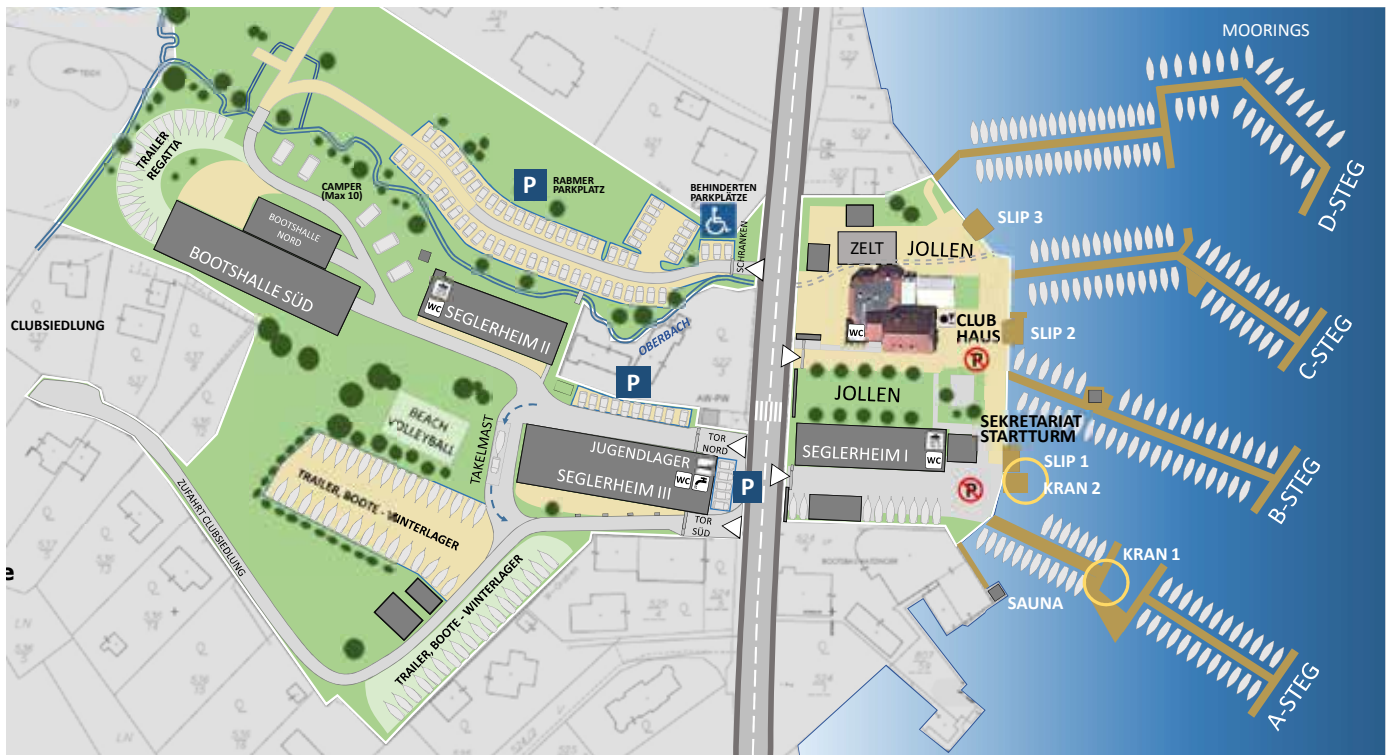 MOORINGS
D-STEG
C-STEG
B-STEG
A-STEG
SLIP 3
SLIP 2
SLIP 1
KRAN 2
KRAN 1
SAUNA
ZELT
JOLLEN
WC
CLUB
HAUS
P
JOLLEN
SEKRETARIAT
STARTTURM
SEGLERHEIM I
WC
P
TRAILER
REGATTA
CAMPER
(Max 10)
P
RABMER
PARKPLATZ
BEHINDERTEN
PARKPLÄTZE
SCHRANKEN
BOOTSHALLE
NORD
BOOTSHALLE SÜD
WC
SEGLERHEIM II
OBERBACH
CLUBSIEDLUNG
P
AW-PW
BEACH
VOLLEYBALL
TAKELMAST
TOR
NORD
JUGENDLAGER
SEGLERHEIM III
WC
P
TOR
SÜD
TRAILER, BOOTE - WINTERLAGER
ZUFAHRT CLUBSIEDLUNG
TRAILER, BOOTE - WINTERLAGER
e